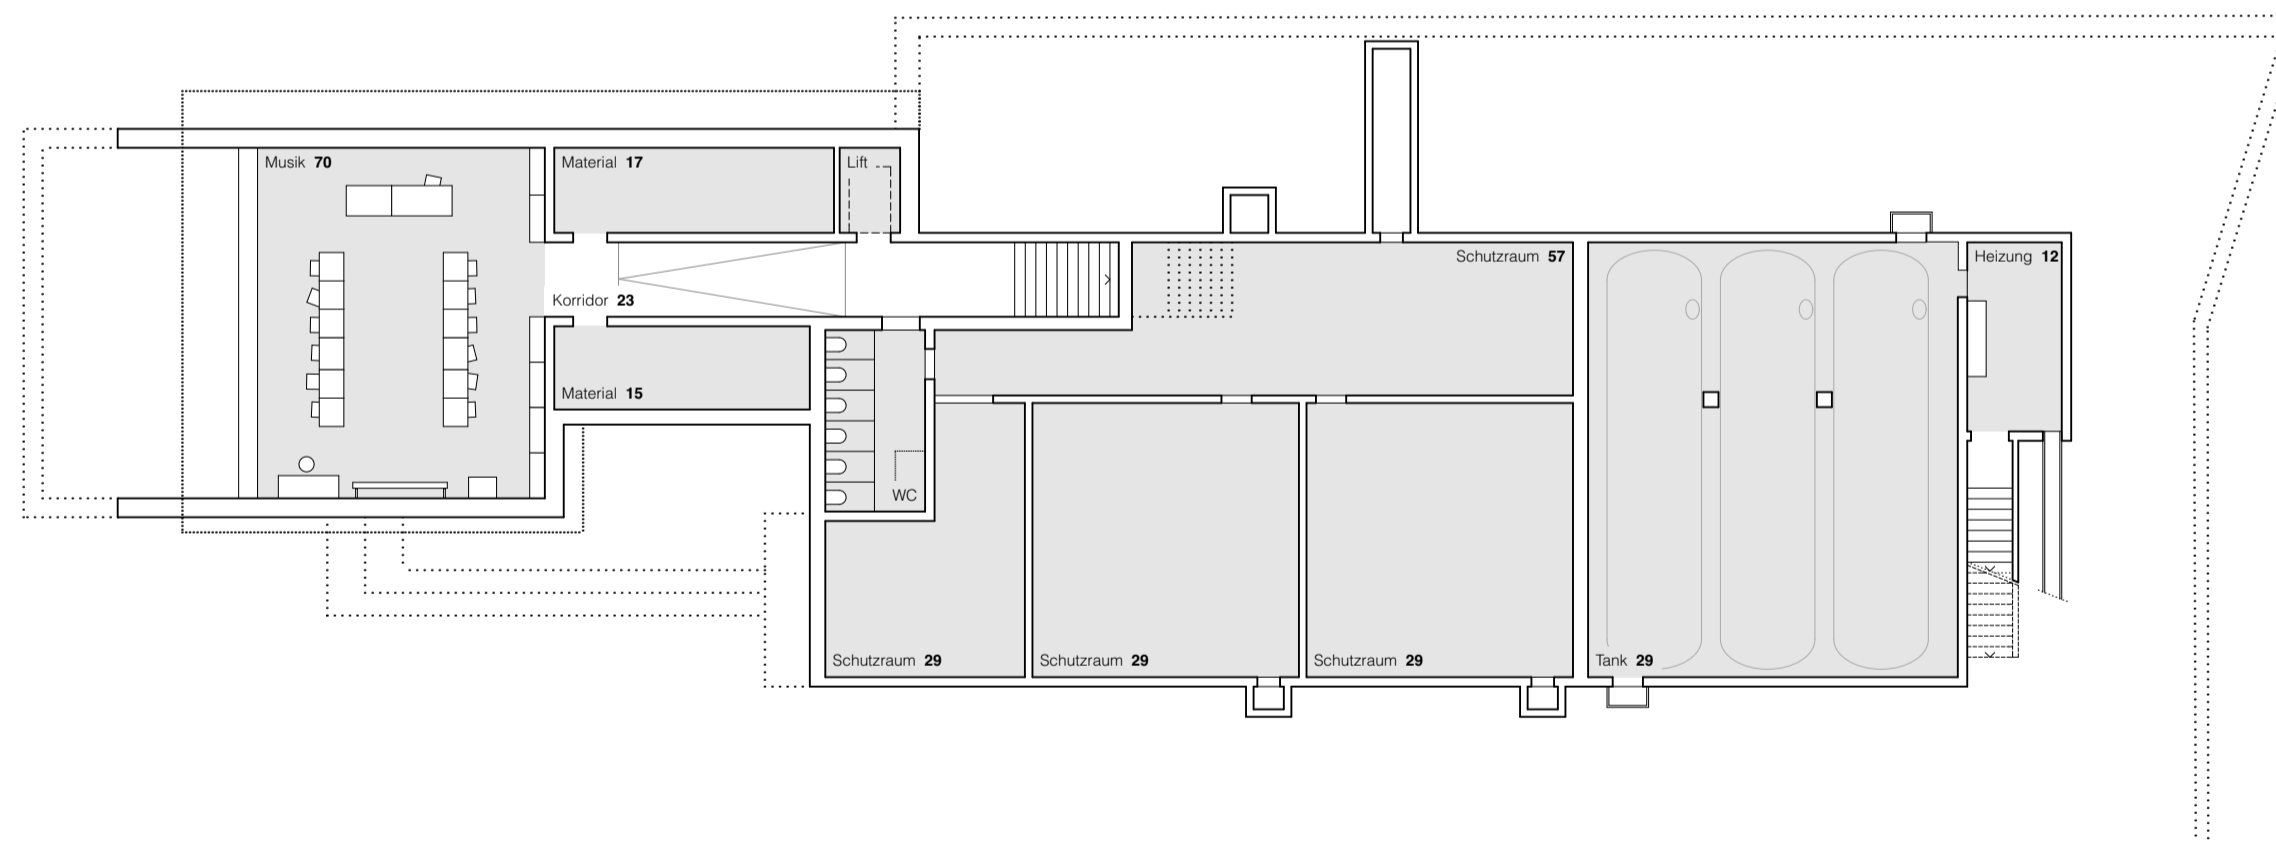 Musik 70
Material 17
Lift
Schutzraum 57
Heizung 12
Korridor 23
Material 15
WC
Schutzraum 29
Schutzraum 29
Schutzraum 29
Tank 29